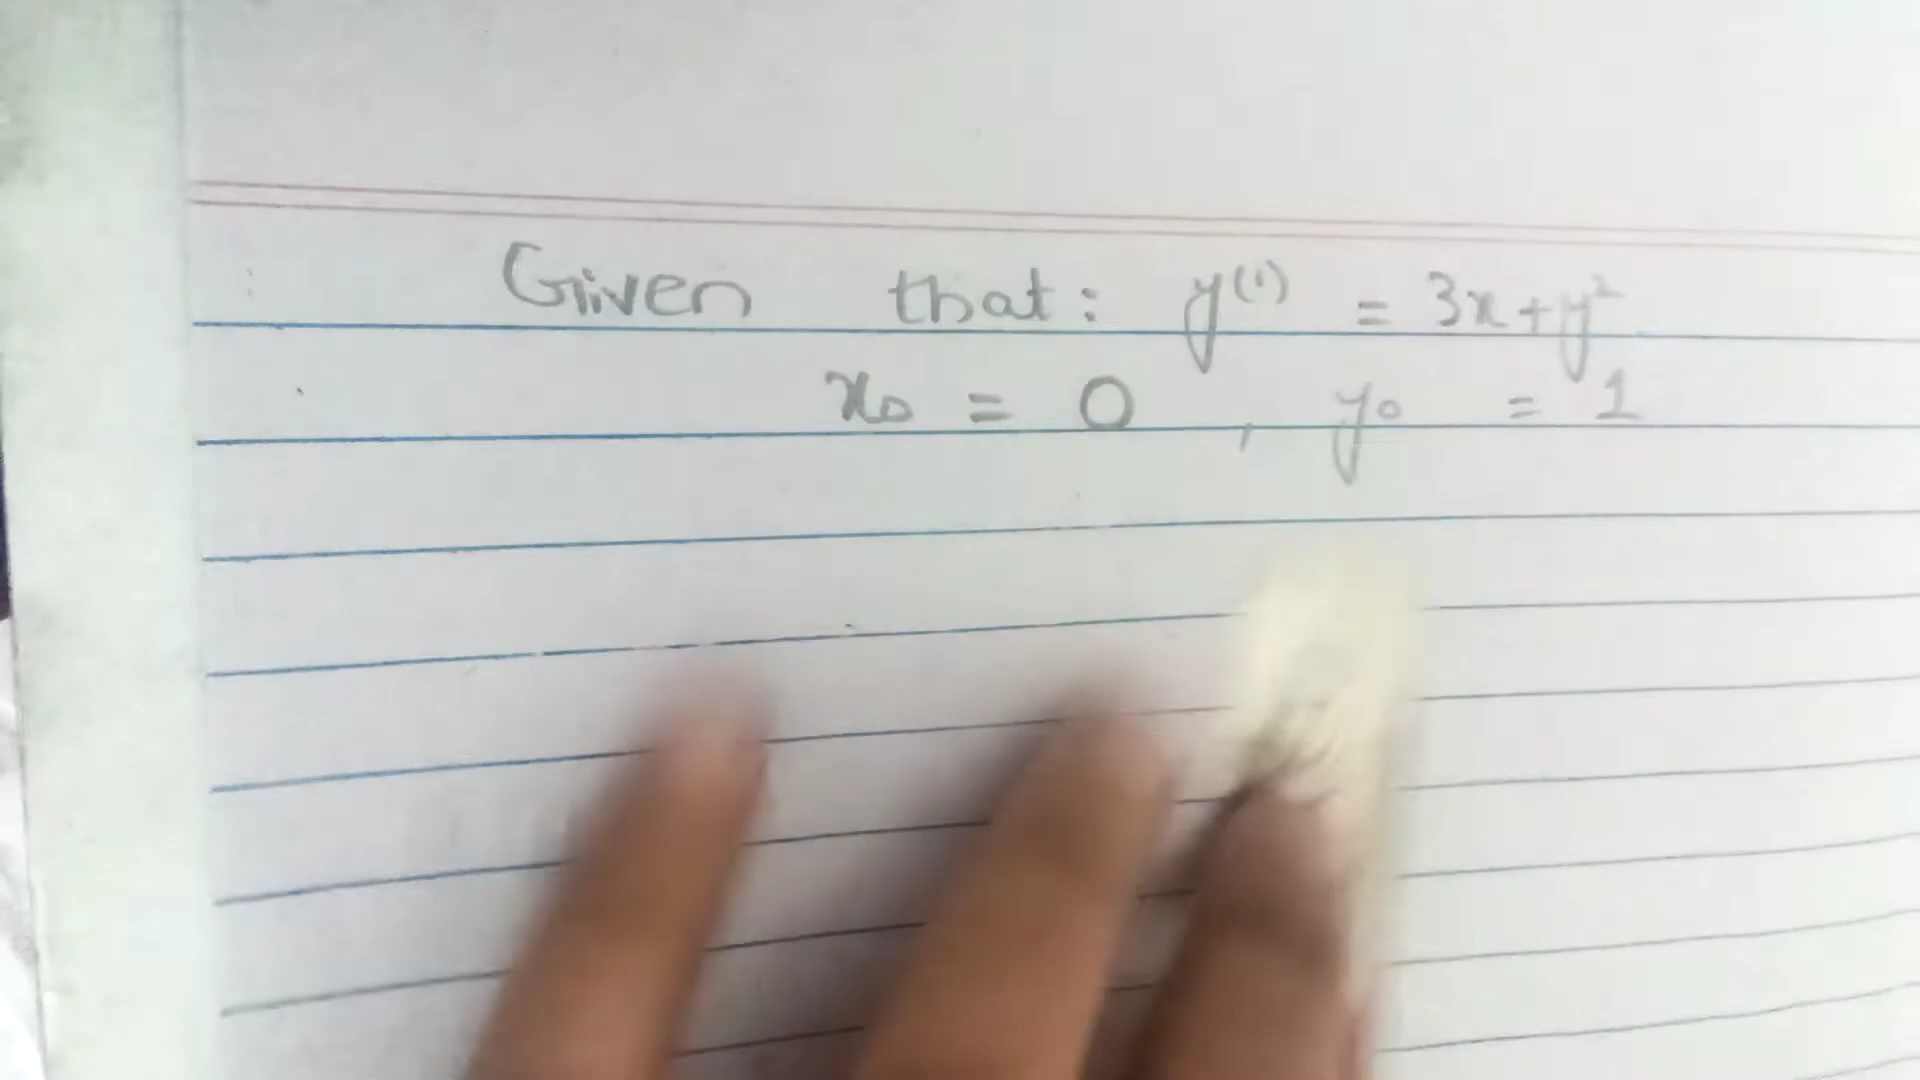 Given that: y⁽¹⁾ = 3x+y²
x₀ = 0 , y₀ = 1